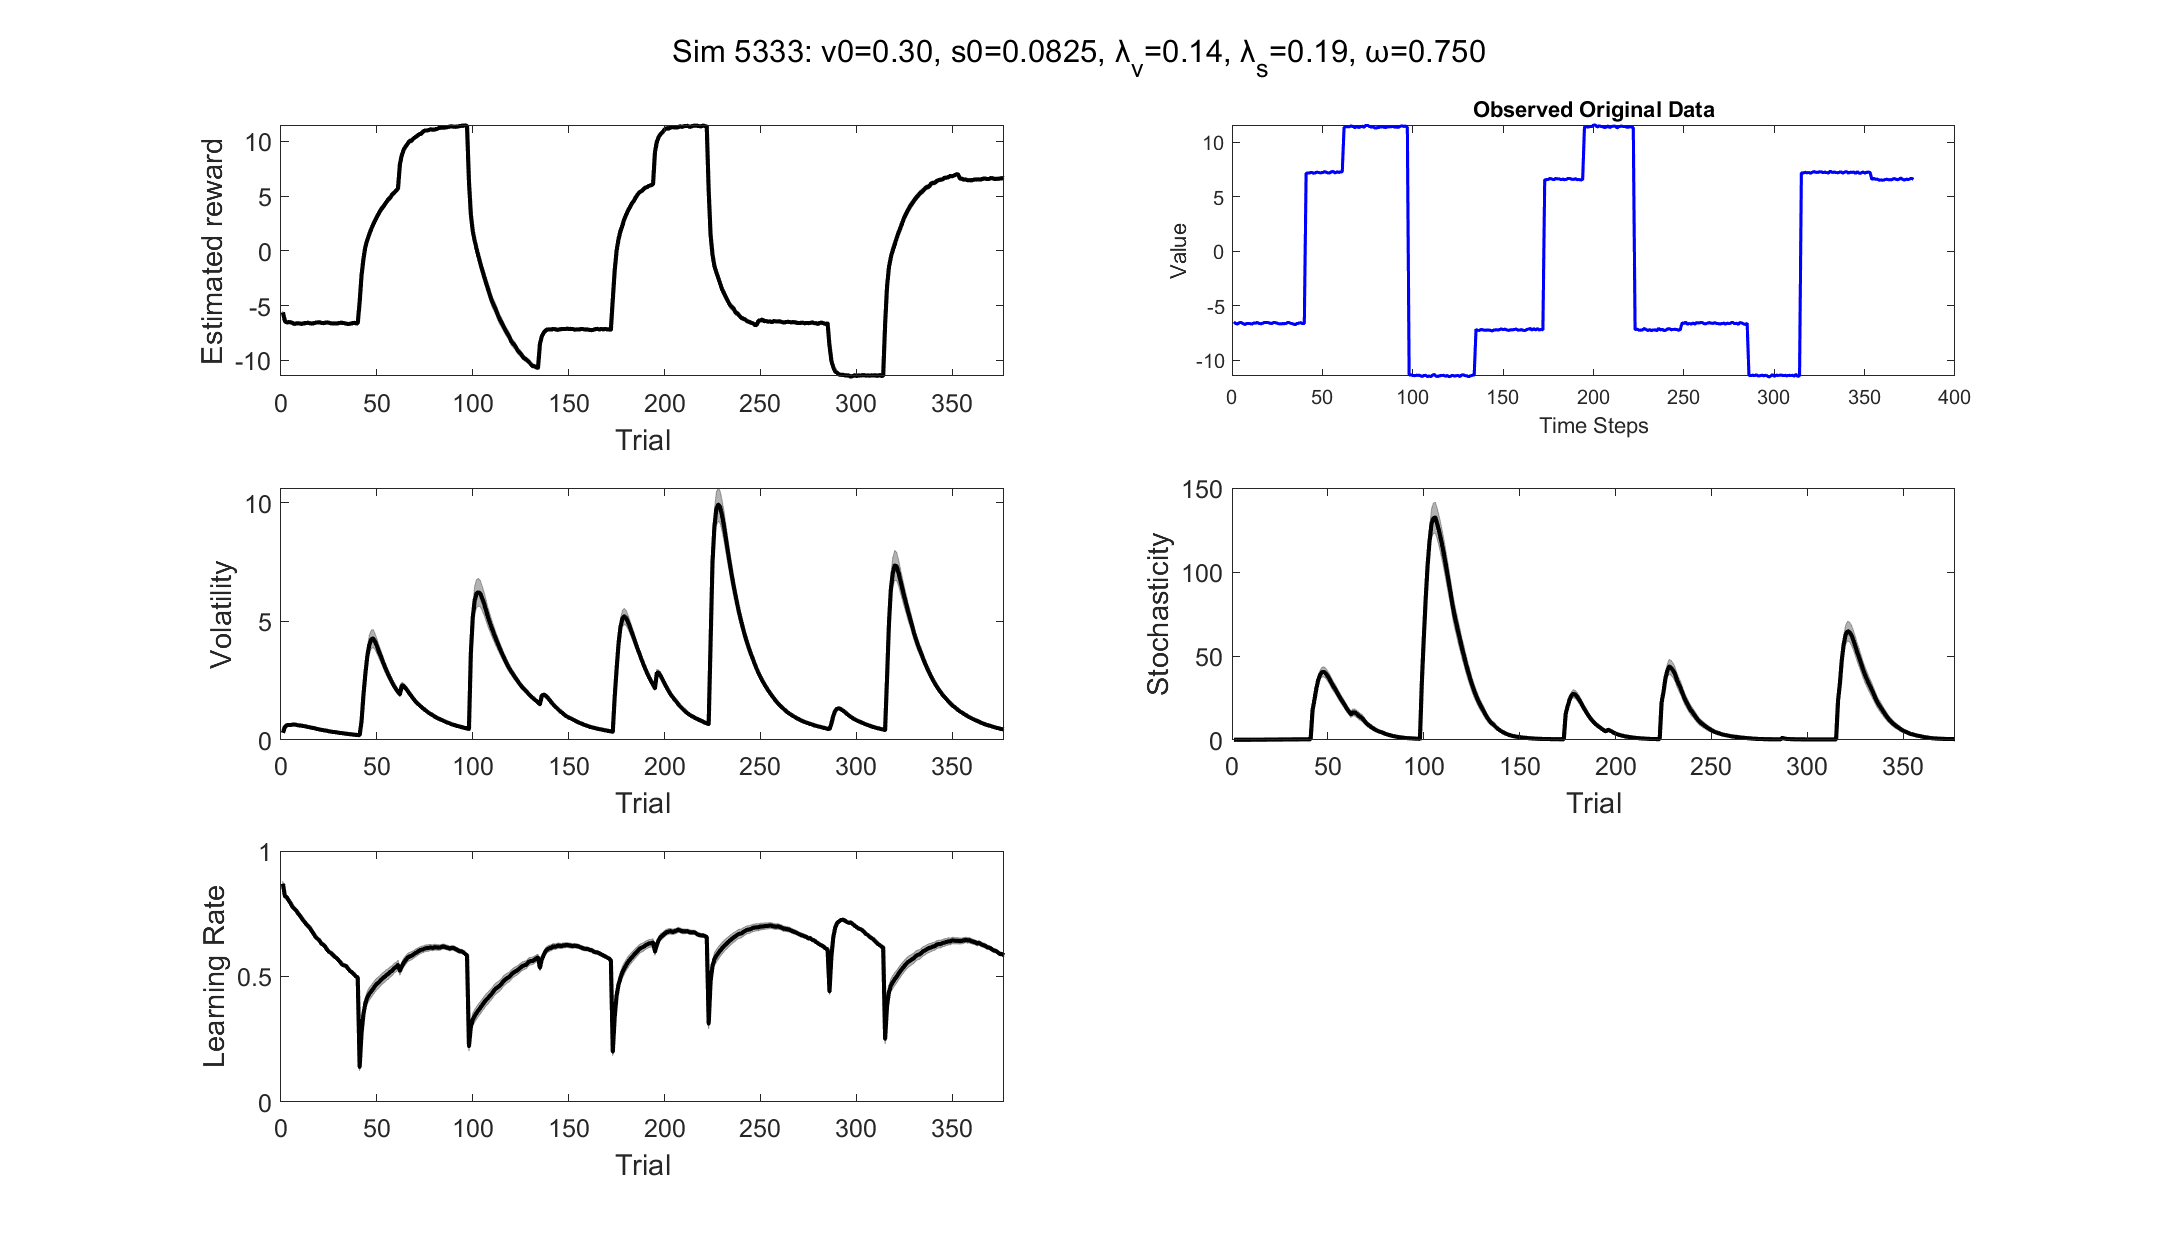 Sim 5333: v0=0.30, s0=0.0825, λ_v=0.14, λ_s=0.19, ω=0.750
Estimated reward
10
5
0
-5
-10
0 50 100 150 200 250 300 350
Trial
Observed Original Data
Value
10
5
0
-5
-10
0 50 100 150 200 250 300 350 400
Time Steps
Volatility
10
5
0
0 50 100 150 200 250 300 350
Trial
Stochasticity
150
100
50
0
0 50 100 150 200 250 300 350
Trial
Learning Rate
1
0.5
0
0 50 100 150 200 250 300 350
Trial